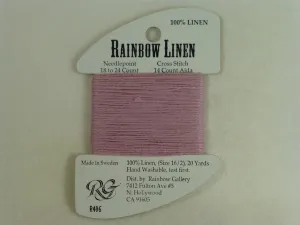 100% LINEN
RAINBOW LINEN
Needlepoint
18 to 24 Count
Cross Stitch
14 Count Aida
Made in Sweden
RG
R406
100% Linen, (Size 16/2), 20 Yards
Hand Washable, test first
Dist. by Rainbow Gallery
7412 Fulton Ave #5
N. Hollywood
CA 91605